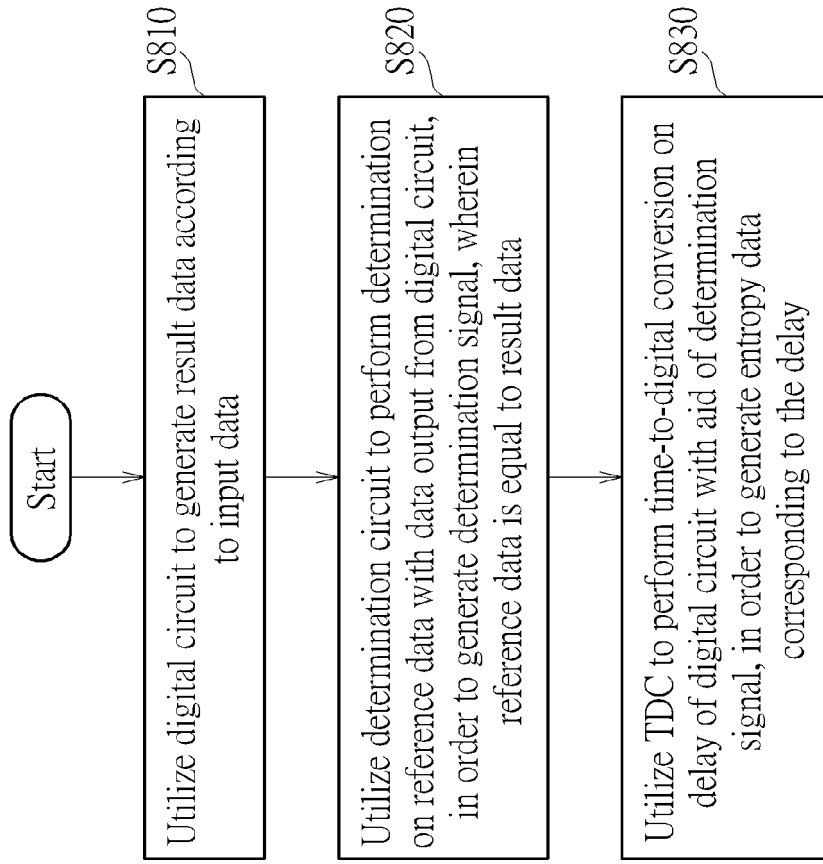 Start
S810
Utilize digital circuit to generate result data according
to input data
S820
Utilize determination circuit to perform determination
on reference data with data output from digital circuit,
in order to generate determination signal, wherein
reference data is equal to result data
S830
Utilize TDC to perform time-to-digital conversion on
delay of digital circuit with aid of determination
signal, in order to generate entropy data
corresponding to the delay